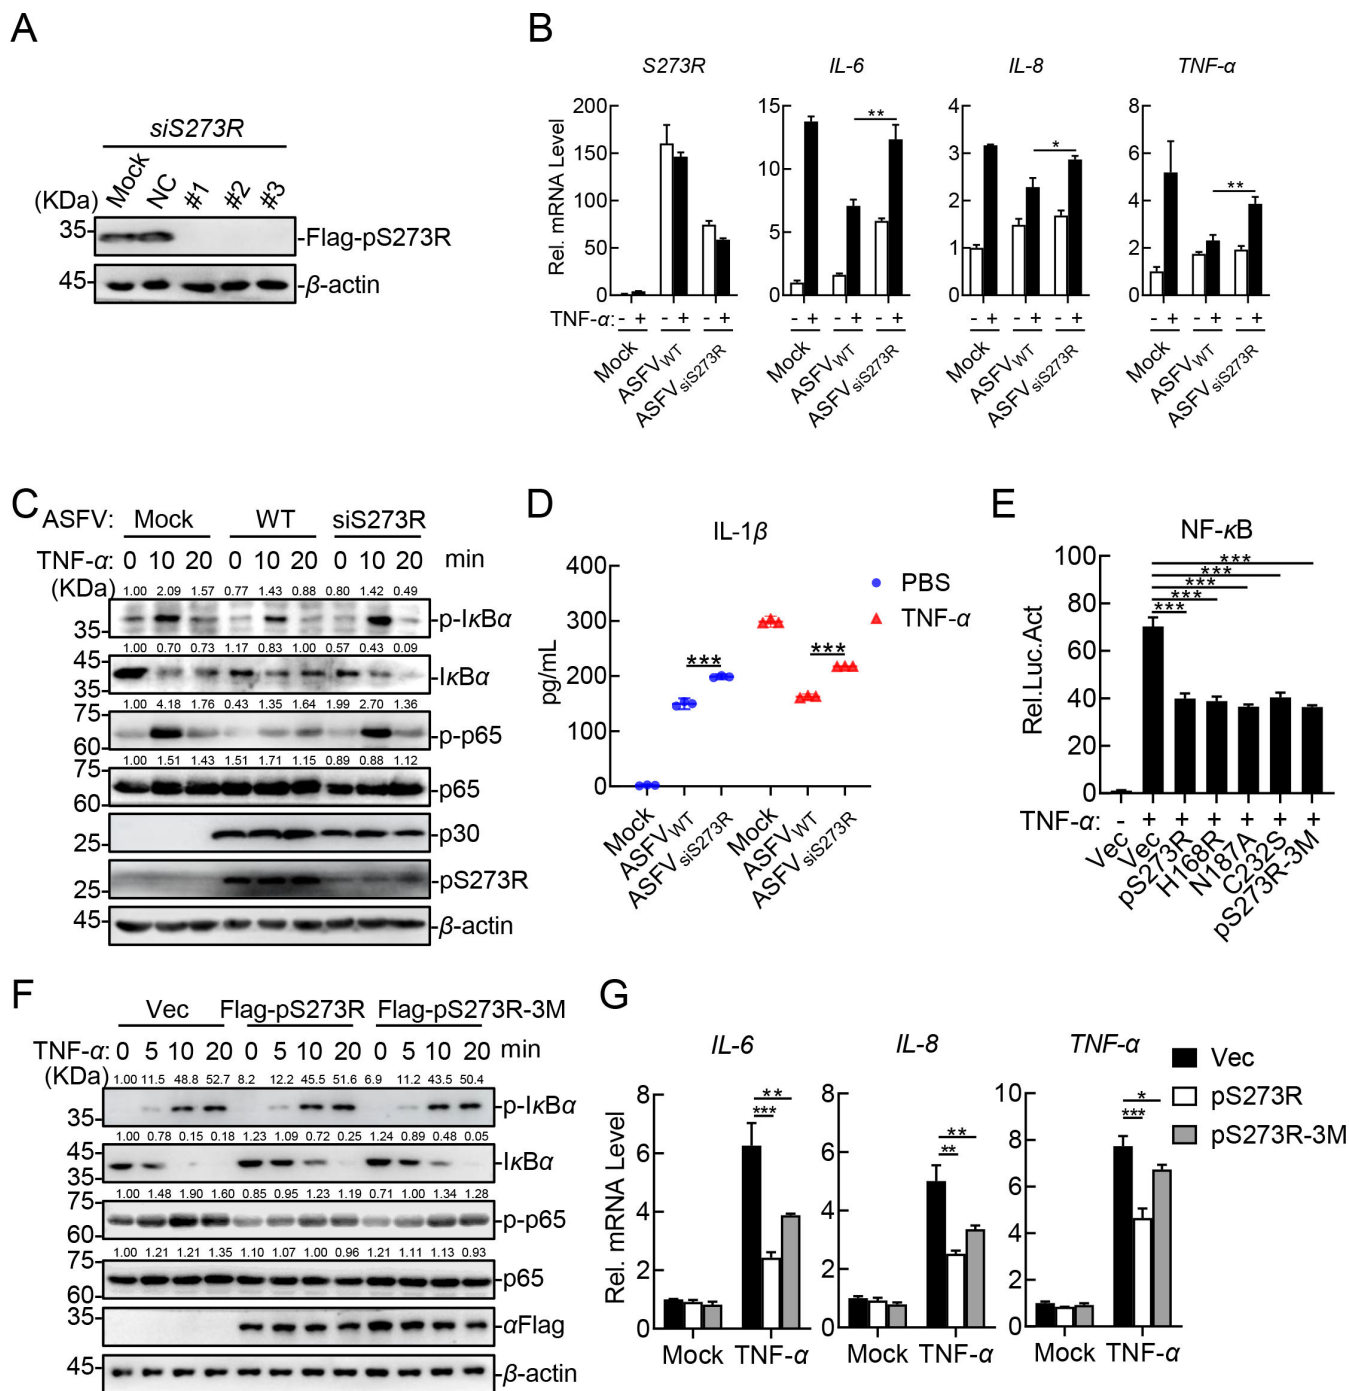 A
siS273R
(KDa) Mock NC #1 #2 #3
35 -Flag-pS273R
45 -β-actin
B
S273R IL-6 IL-8 TNF-α
Rel. mRNA Level
200 150 100 50 0
15 10 5 0
4 3 2 1 0
8 6 4 2 0
** * **
TNF-α: - + - + - + - + - + - + - + - + - + - + - + - +
Mock ASFVWT ASFVsiS273R Mock ASFVWT ASFVsiS273R Mock ASFVWT ASFVsiS273R Mock ASFVWT ASFVsiS273R
C
ASFV: Mock WT siS273R
TNF-α: 0 10 20 0 10 20 0 10 20 min
(KDa) 1.00 2.09 1.57 0.77 1.43 0.88 0.80 1.42 0.49
35 -p-IκBα
1.00 0.70 0.73 1.17 0.83 1.00 0.57 0.43 0.09
45
35 -IκBα
1.00 4.18 1.76 0.43 1.35 1.64 1.99 2.70 1.36
75
60 -p-p65
1.00 1.51 1.43 1.51 1.71 1.15 0.89 0.88 1.12
75
60 -p65
25 -p30
25 -pS273R
45 -β-actin
D
IL-1β
pg/mL
400 300 200 100 0
*** ***
PBS
TNF-α
Mock ASFVWT ASFVsiS273R Mock ASFVWT ASFVsiS273R
E
NF-κB
Rel.Luc.Act
100 80 60 40 20 0
***
***
***
***
***
TNF-α: - + + + + + +
Vec Vec pS273R H168R N187A C232S pS273R-3M
F
Vec Flag-pS273R Flag-pS273R-3M
TNF-α: 0 5 10 20 0 5 10 20 0 5 10 20 min
(KDa) 1.00 11.5 48.8 52.7 8.2 12.2 45.5 51.6 6.9 11.2 43.5 50.4
35 -p-IκBα
1.00 0.78 0.15 0.18 1.23 1.09 0.72 0.25 1.24 0.89 0.48 0.05
45
35 IκBα
1.00 1.48 1.90 1.60 0.85 0.95 1.23 1.19 0.71 1.00 1.34 1.28
75
60 -p-p65
1.00 1.21 1.21 1.35 1.10 1.07 1.00 0.96 1.21 1.11 1.13 0.93
75
60 -p65
35 -αFlag
45 -β-actin
G
IL-6 IL-8 TNF-α
Rel. mRNA Level
8 6 4 2 0
8 6 4 2 0
10 8 6 4 2 0
**
***
**
**
*
***
Vec
pS273R
pS273R-3M
Mock TNF-α Mock TNF-α Mock TNF-α